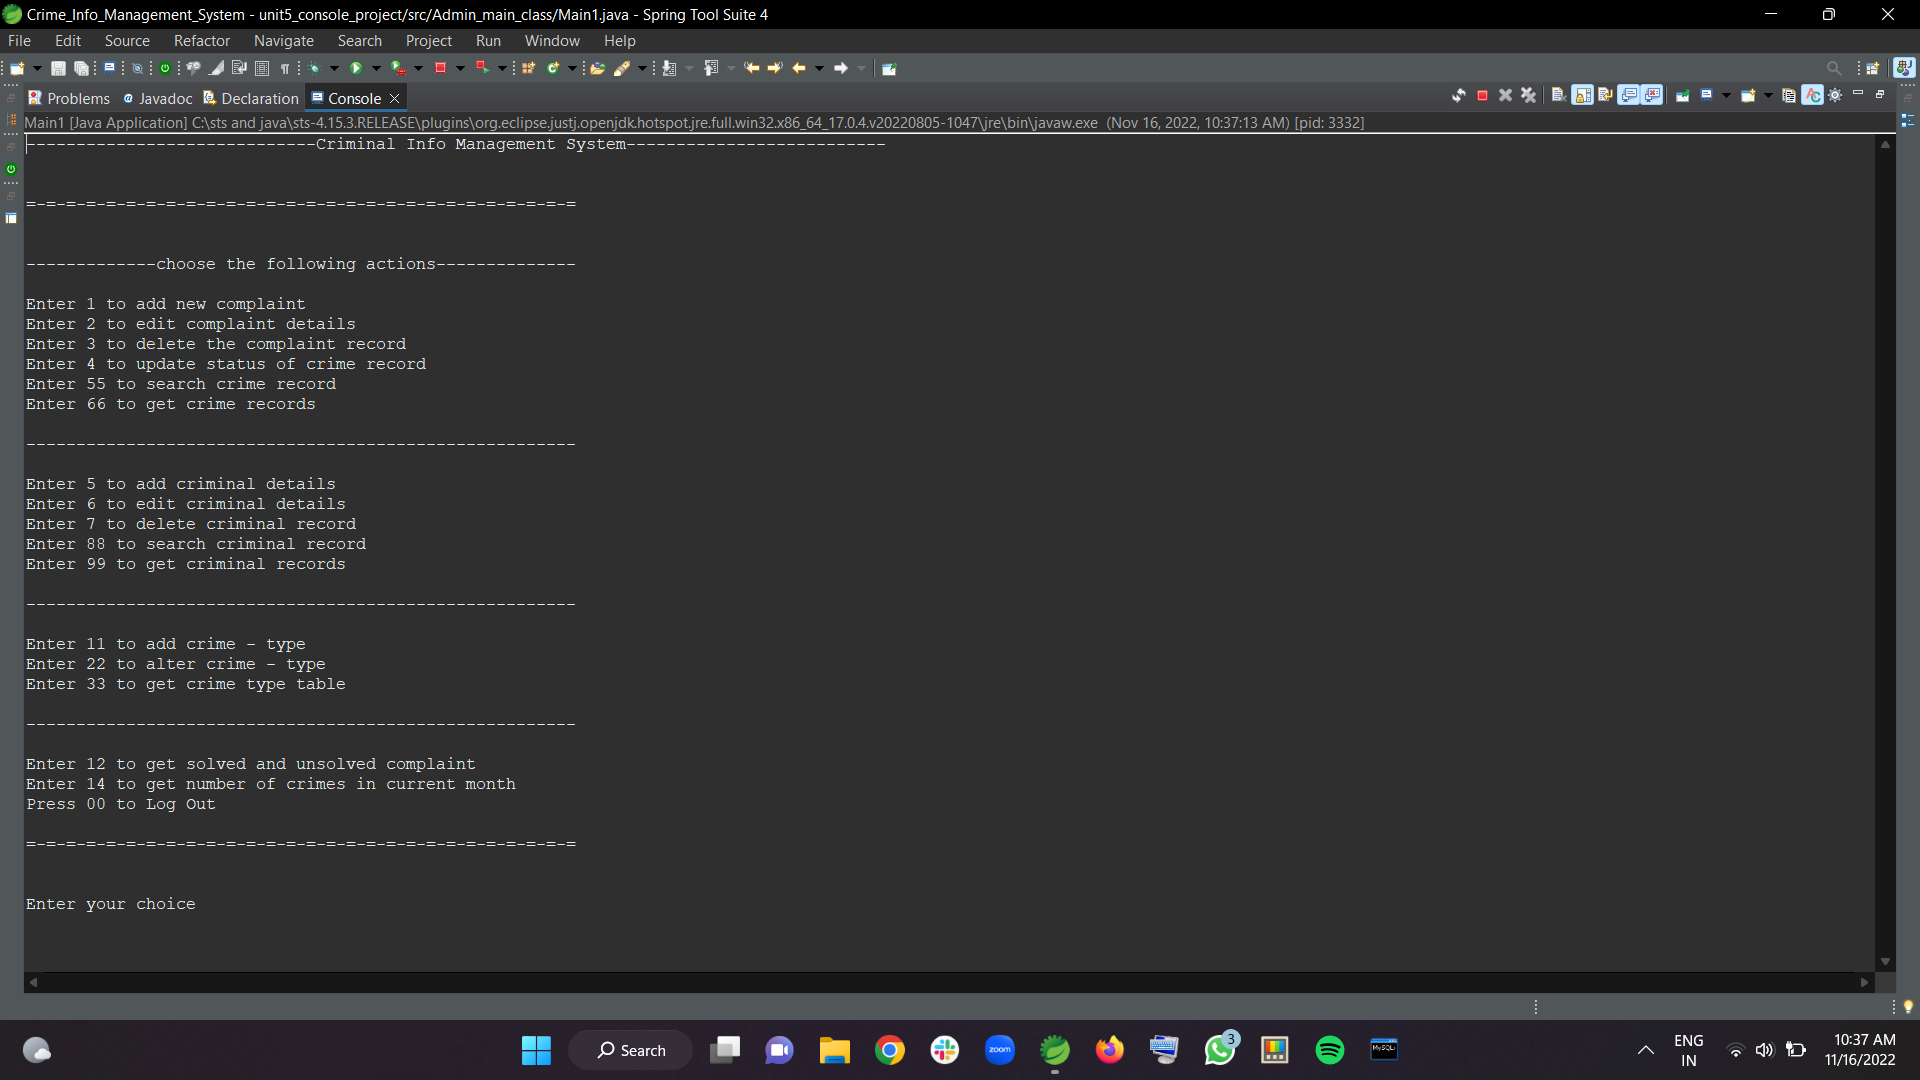 Crime_Info_Management_System - unit5_console_project/src/Admin_main_class/Main1.java - Spring Tool Suite 4
File Edit Source Refactor Navigate Search Project Run Window Help
Problems Javadoc Declaration Console
Main1 [Java Application] C:\sts and java\sts-4.15.3.RELEASE\plugins\org.eclipse.justj.openjdk.hotspot.jre.full.win32.x86_64_17.0.4.v20220805-1047\jre\bin\javaw.exe (Nov 16, 2022, 10:37:13 AM) [pid: 3332]
-----------------------------Criminal Info Management System--------------------------
=-=-=-=-=-=-=-=-=-=-=-=-=-=-=-=-=-=-=-=-=-=-=-=-=-=-=-=
-------------choose the following actions--------------
Enter 1 to add new complaint
Enter 2 to edit complaint details
Enter 3 to delete the complaint record
Enter 4 to update status of crime record
Enter 55 to search crime record
Enter 66 to get crime records
-------------------------------------------------------
Enter 5 to add criminal details
Enter 6 to edit criminal details
Enter 7 to delete criminal record
Enter 88 to search criminal record
Enter 99 to get criminal records
-------------------------------------------------------
Enter 11 to add crime - type
Enter 22 to alter crime - type
Enter 33 to get crime type table
-------------------------------------------------------
Enter 12 to get solved and unsolved complaint
Enter 14 to get number of crimes in current month
Press 00 to Log Out
=-=-=-=-=-=-=-=-=-=-=-=-=-=-=-=-=-=-=-=-=-=-=-=-=-=-=-=
Enter your choice
Search
zoom
3
MySQL
ENG
IN
10:37 AM
11/16/2022